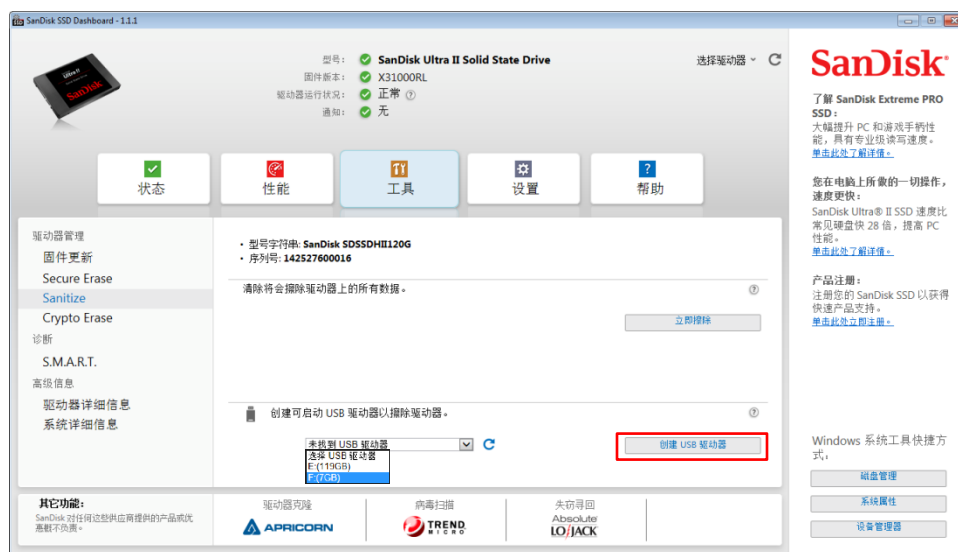 SanDisk SSD Dashboard - 1.1.1
型号: SanDisk Ultra II Solid State Drive
选择驱动器
固件版本: X31000RL
驱动器运行状况: 正常
通知: 无
状态
性能
工具
设置
帮助
驱动器管理
固件更新
Secure Erase
Sanitize
Crypto Erase
诊断
S.M.A.R.T.
高级信息
驱动器详细信息
系统详细信息
• 型号字符串: SanDisk SDSSDHII120G
• 序列号: 142527600016
清除将会擦除驱动器上的所有数据。
立即擦除
创建可启动 USB 驱动器以擦除驱动器。
未找到 USB 驱动器
选择 USB 驱动器
E:(119GB)
F:(7GB)
创建 USB 驱动器
SanDisk
了解 SanDisk Extreme PRO
SSD:
大幅提升 PC 和游戏手柄性
能，具有专业级读写速度。
单击此处了解详情。
您在电脑上所做的一切操作，
速度更快:
SanDisk Ultra® II SSD 速度比
常见硬盘快 28 倍，提高 PC
性能。
单击此处了解详情。
产品注册:
注册您的 SanDisk SSD 以获得
快速产品支持。
单击此处立即注册。
Windows 系统工具快捷方
式:
磁盘管理
系统属性
设备管理器
其它功能:
SanDisk 对任何这些供应商提供的产品或优
惠概不负责。
驱动器克隆
APRICORN
病毒扫描
TREND
MICRO
失窃寻回
Absolute
LO/JACK